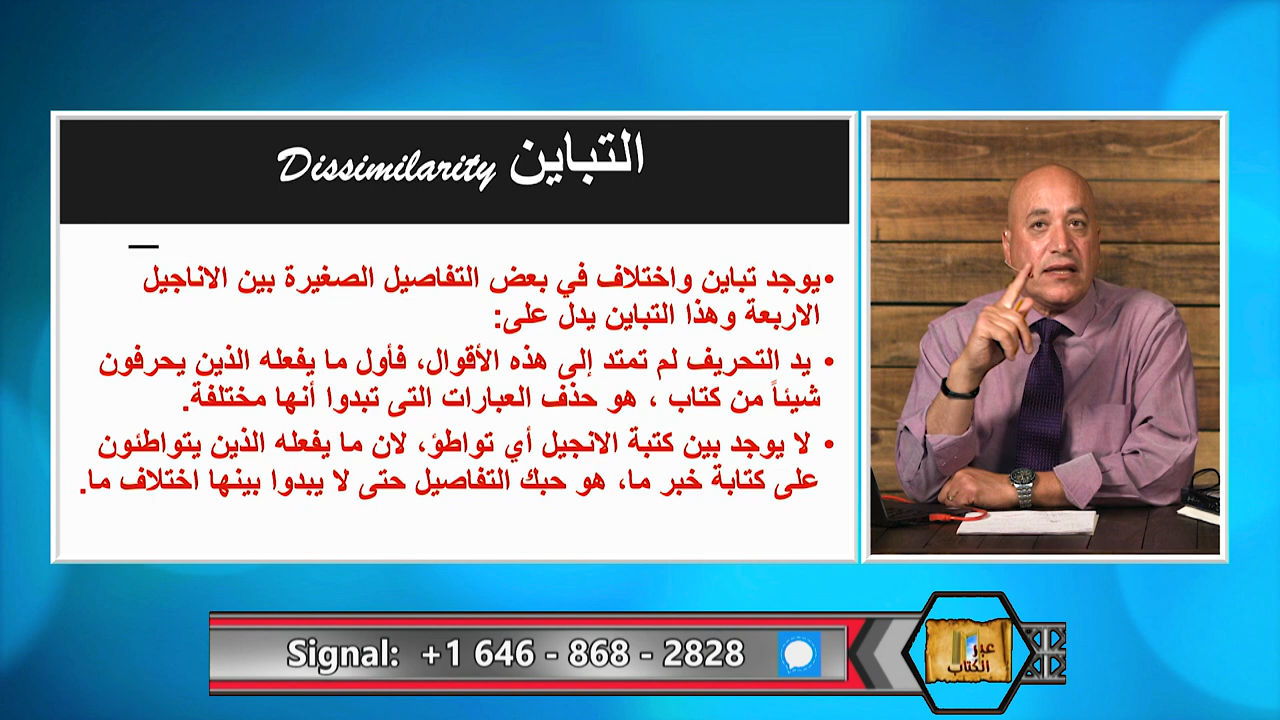 التباين Dissimilarity
•يوجد تباين واختلاف في بعض التفاصيل الصغيرة بين الاناجيل
الاربعة وهذا التباين يدل على:
• يد التحريف لم تمتد إلى هذه الأقوال، فأول ما يفعله الذين يحرفون
شيئاً من كتاب ، هو حذف العبارات التى تبدوا أنها مختلفة.
• لا يوجد بين كتبة الانجيل أي تواطؤ، لان ما يفعله الذين يتواطئون
على كتابة خبر ما، هو حبك التفاصيل حتى لا يبدوا بينها اختلاف ما.
Signal: +1 646 - 868 - 2828
عبر
الكتاب